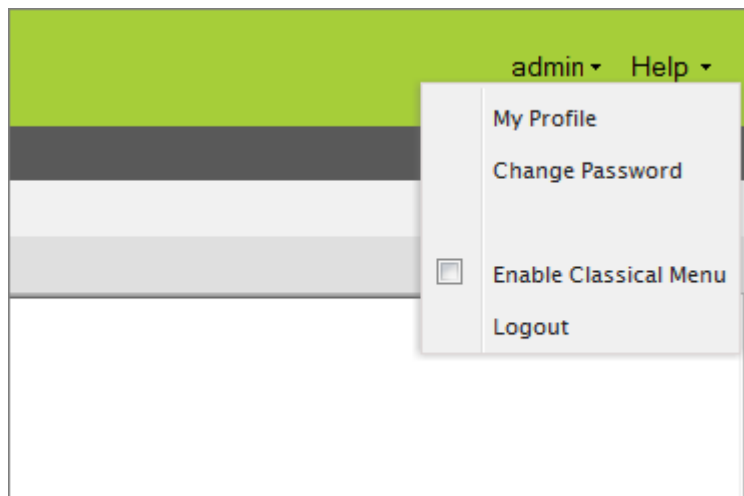 admin Help
My Profile
Change Password
Enable Classical Menu
Logout